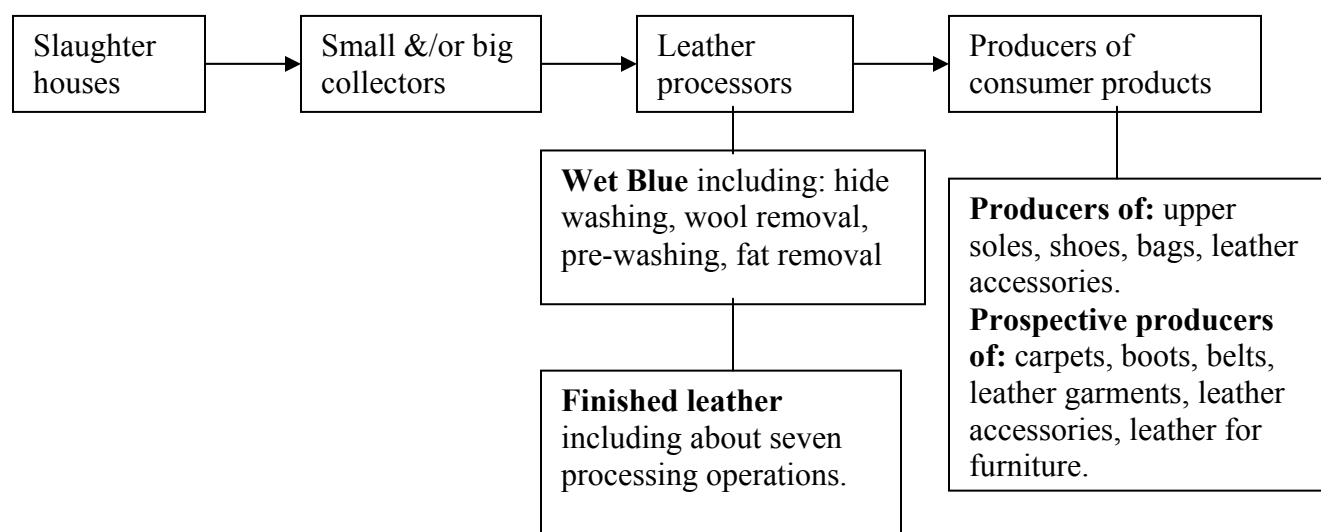 Slaughter
houses
Small &/or big
collectors
Leather
processors
Producers of
consumer products
Wet Blue including: hide
washing, wool removal,
pre-washing, fat removal
Finished leather
including about seven
processing operations.
Producers of: upper
soles, shoes, bags, leather
accessories.
Prospective producers
of: carpets, boots, belts,
leather garments, leather
accessories, leather for
furniture.